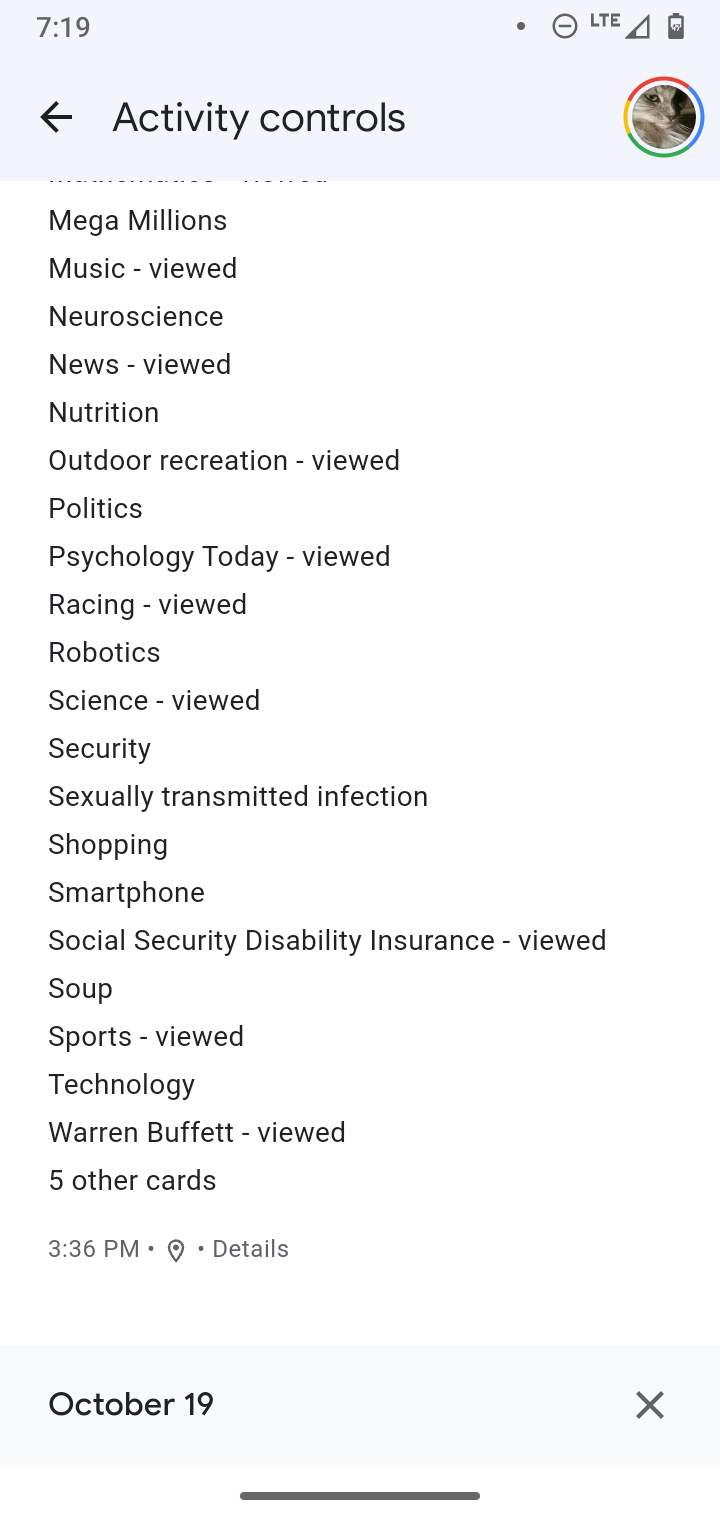 7:19
LTE
Activity controls
Mega Millions
Music - viewed
Neuroscience
News - viewed
Nutrition
Outdoor recreation - viewed
Politics
Psychology Today - viewed
Racing - viewed
Robotics
Science - viewed
Security
Sexually transmitted infection
Shopping
Smartphone
Social Security Disability Insurance - viewed
Soup
Sports - viewed
Technology
Warren Buffett - viewed
5 other cards
3:36 PM • • Details
October 19